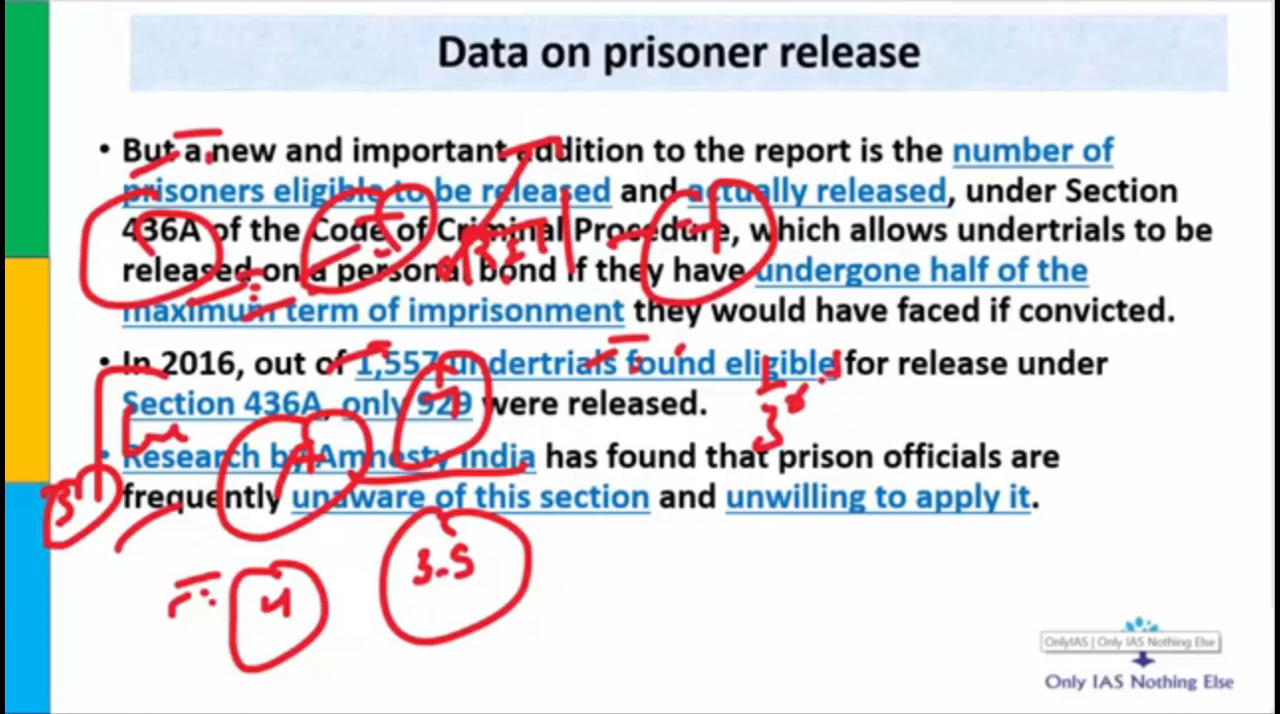 Data on prisoner release
• But a new and important addition to the report is the number of
prisoners eligible to be released and actually released, under Section
436A of the Code of Criminal Procedure, which allows undertrials to be
released on a personal bond if they have undergone half of the
maximum term of imprisonment they would have faced if convicted.
• In 2016, out of 1,557 undertrials found eligible for release under
Section 436A, only 929 were released.
• Research by Amnesty India has found that prison officials are
frequently unaware of this section and unwilling to apply it.
3.5
OnlyIAS | Only IAS Nothing Else
Only IAS Nothing Else